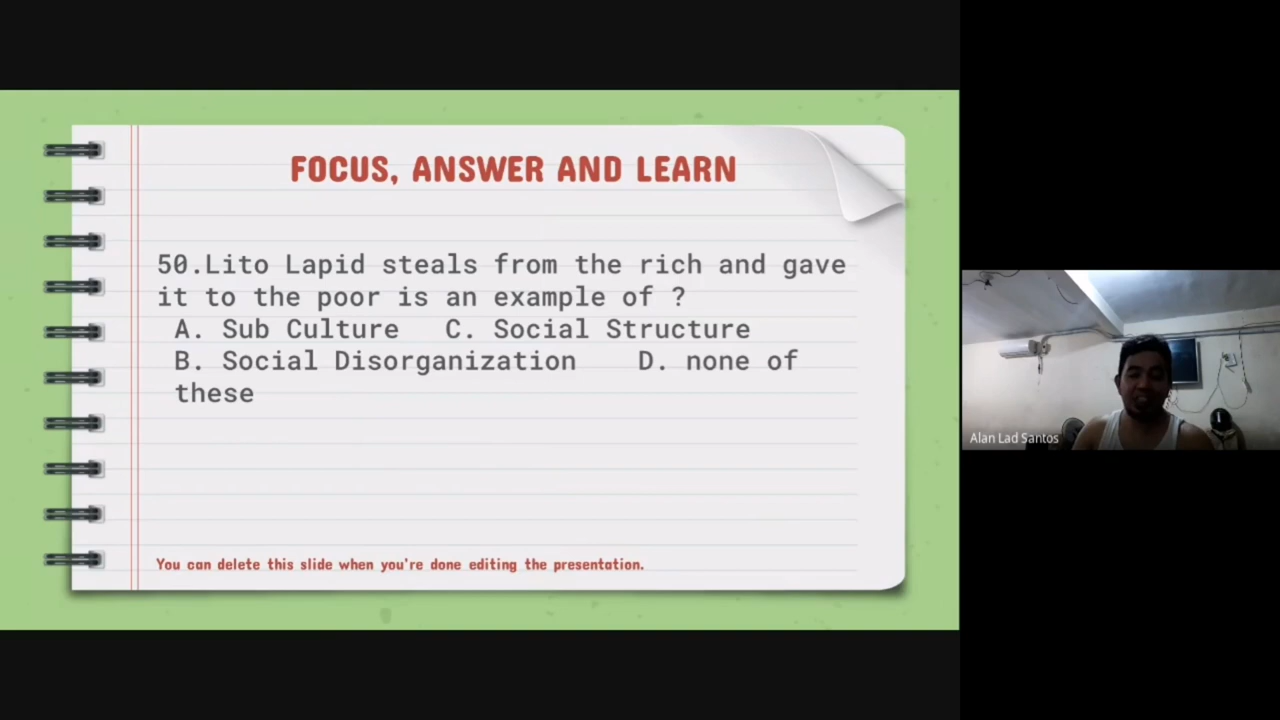 FOCUS, ANSWER AND LEARN
50.Lito Lapid steals from the rich and gave
it to the poor is an example of ?
A. Sub Culture C. Social Structure
B. Social Disorganization D. none of
these
You can delete this slide when you're done editing the presentation.
Alan Lad Santos